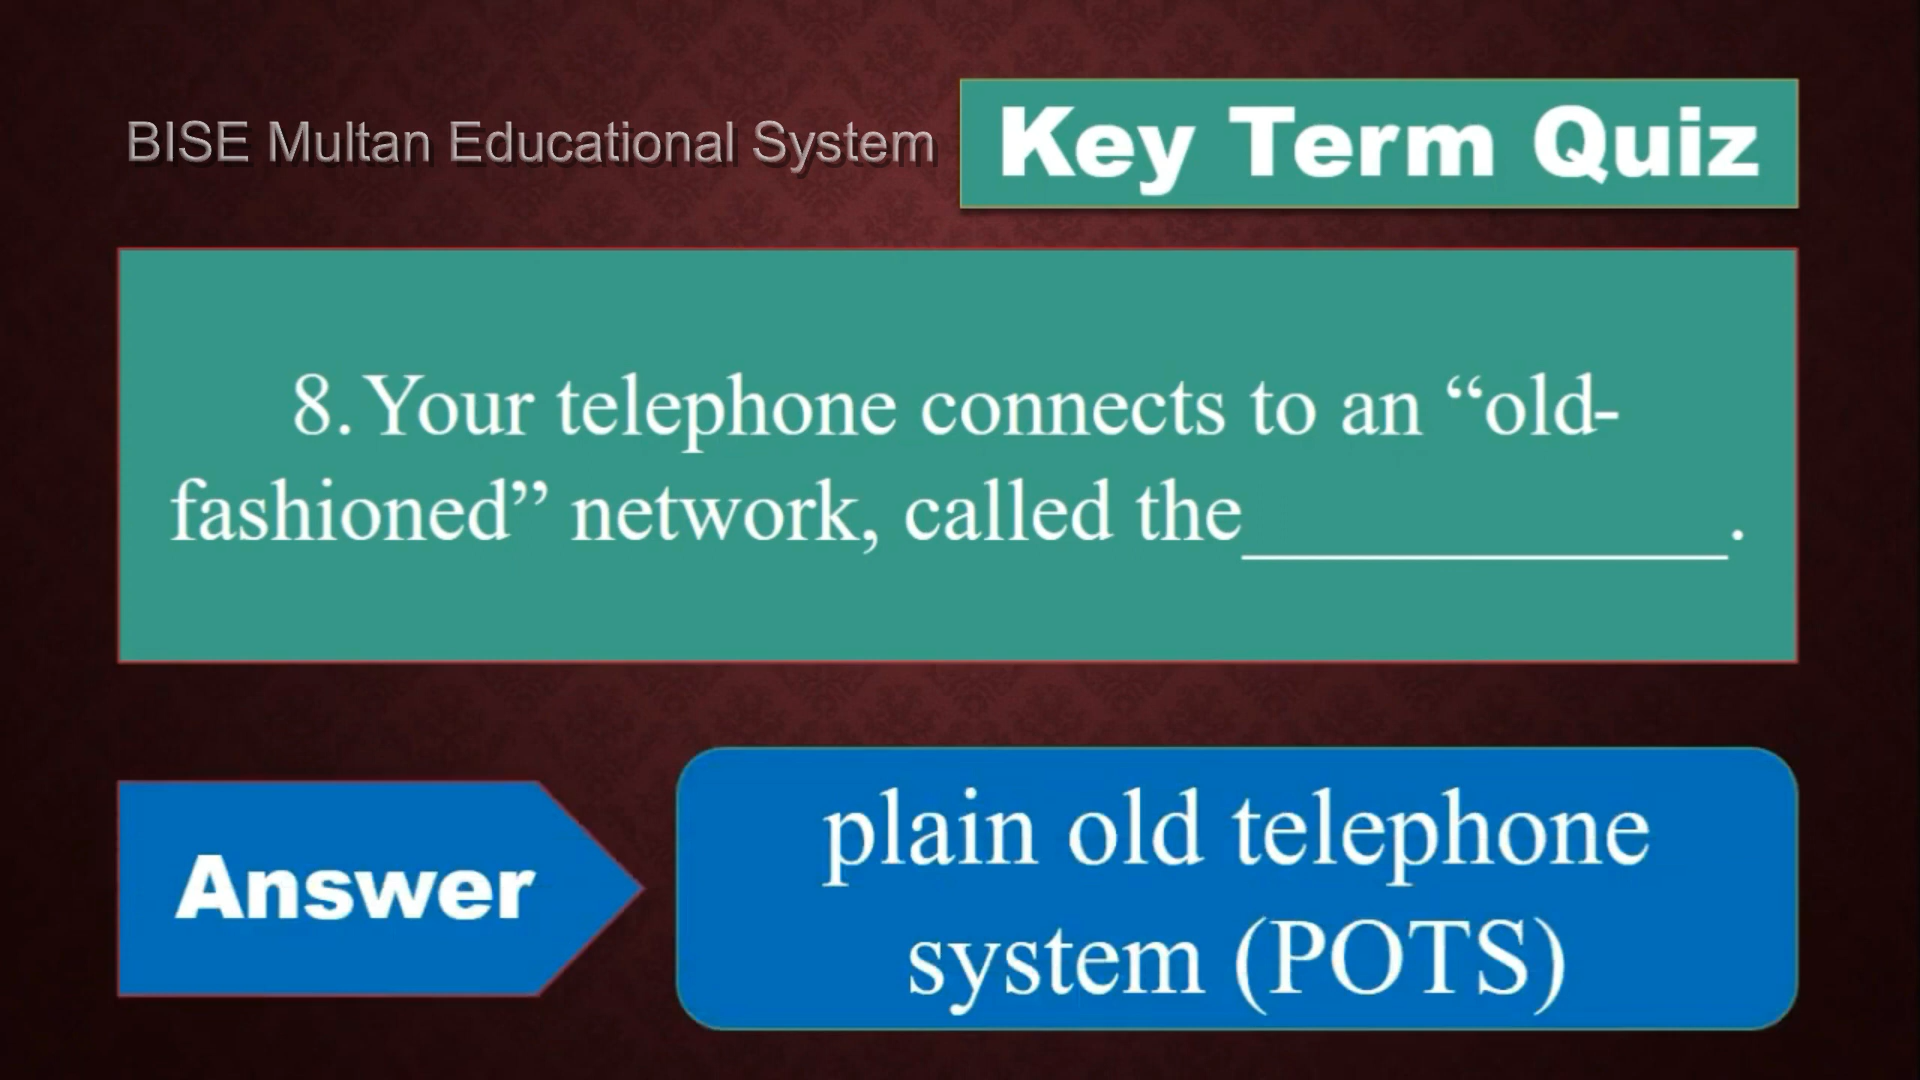 BISE Multan Educational System
Key Term Quiz
8. Your telephone connects to an “old-
fashioned” network, called the____________.
Answer
plain old telephone
system (POTS)